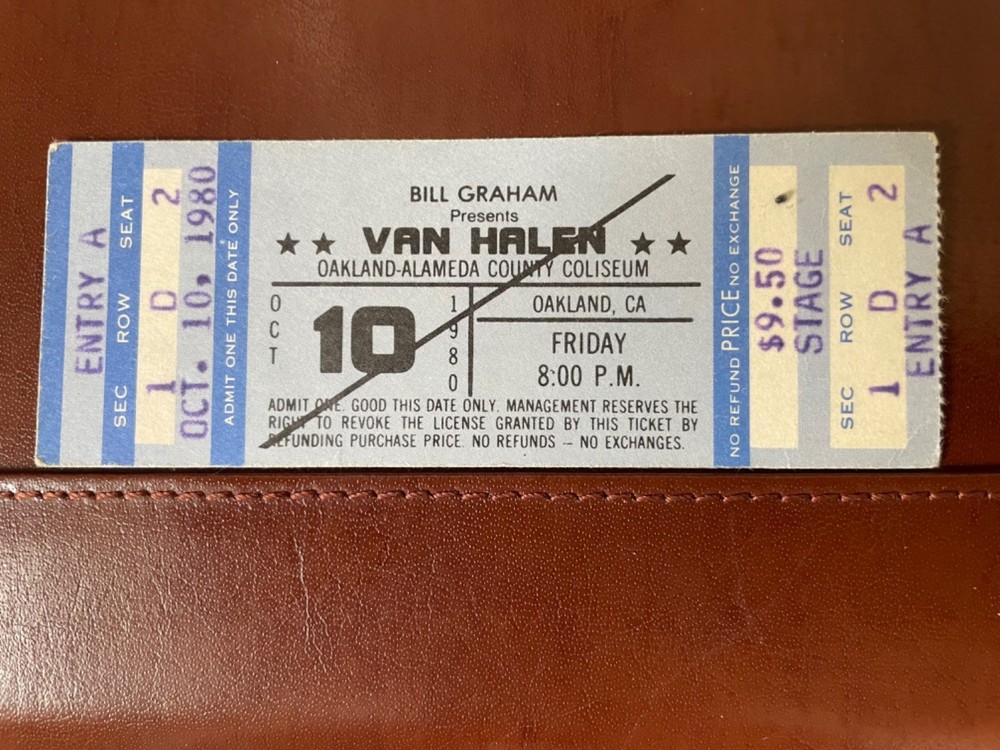 ENTRY A
SEC ROW SEAT
1 D 2
OCT. 10, 1980
ADMIT ONE THIS DATE ONLY
BILL GRAHAM
Presents
★ ★ VAN HALEN ★ ★
OAKLAND-ALAMEDA COUNTY COLISEUM
OCT 10 1980
OAKLAND, CA
FRIDAY
8:00 P.M.
ADMIT ONE. GOOD THIS DATE ONLY. MANAGEMENT RESERVES THE
RIGHT TO REVOKE THE LICENSE GRANTED BY THIS TICKET BY
REFUNDING PURCHASE PRICE. NO REFUNDS – NO EXCHANGES.
NO REFUND PRICE NO EXCHANGE
$9.50
STAGE
SEC ROW SEAT
1 D 2
ENTRY A